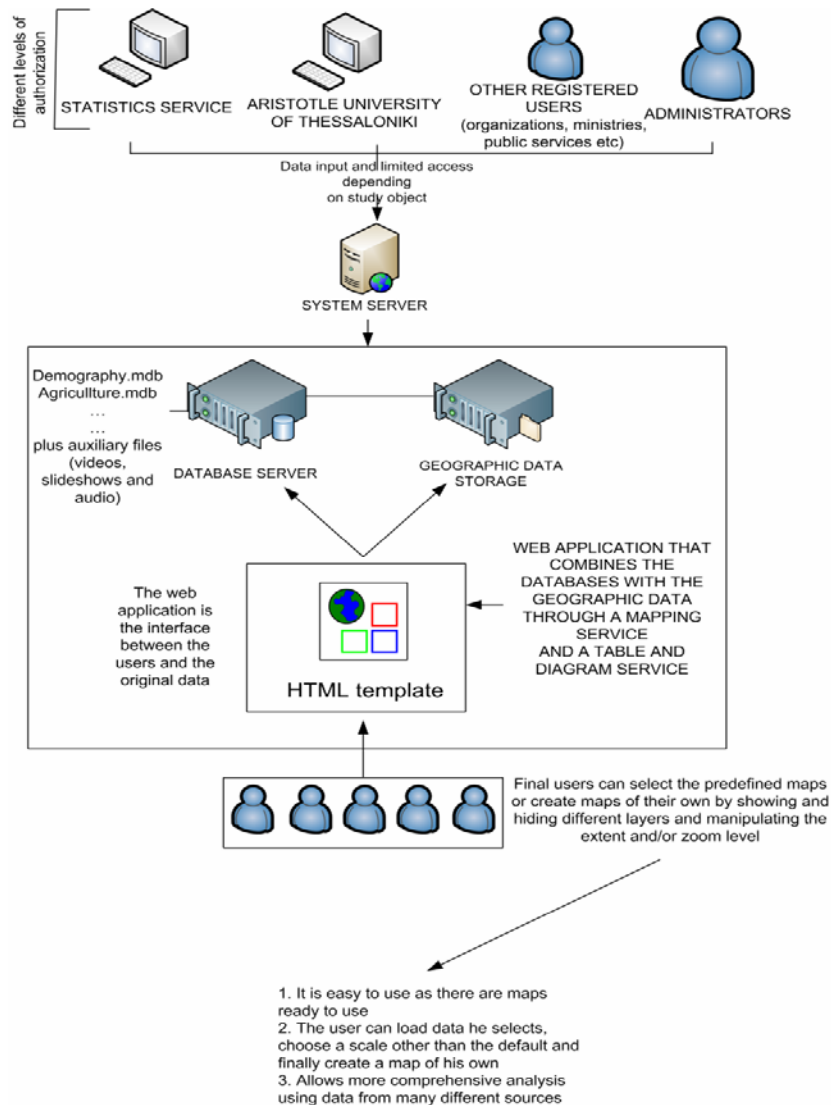 Different levels of
authorization
STATISTICS SERVICE
ARISTOTLE UNIVERSITY
OF THESSALONIKI
OTHER REGISTERED
USERS
(organizations, ministries,
public services etc)
ADMINISTRATORS
Data input and limited access
depending
on study object
SYSTEM SERVER
Demography.mdb
Agricullture.mdb
...
...
plus auxiliary files
(videos,
slideshows and
audio)
DATABASE SERVER
GEOGRAPHIC DATA
STORAGE
The web
application is
the interface
between the
users and the
original data
HTML template
WEB APPLICATION THAT
COMBINES THE
DATABASES WITH THE
GEOGRAPHIC DATA
THROUGH A MAPPING
SERVICE
AND A TABLE AND
DIAGRAM SERVICE
Final users can select the predefined maps
or create maps of their own by showing and
hiding different layers and manipulating the
extent and/or zoom level
1. It is easy to use as there are maps
ready to use
2. The user can load data he selects,
choose a scale other than the default and
finally create a map of his own
3. Allows more comprehensive analysis
using data from many different sources